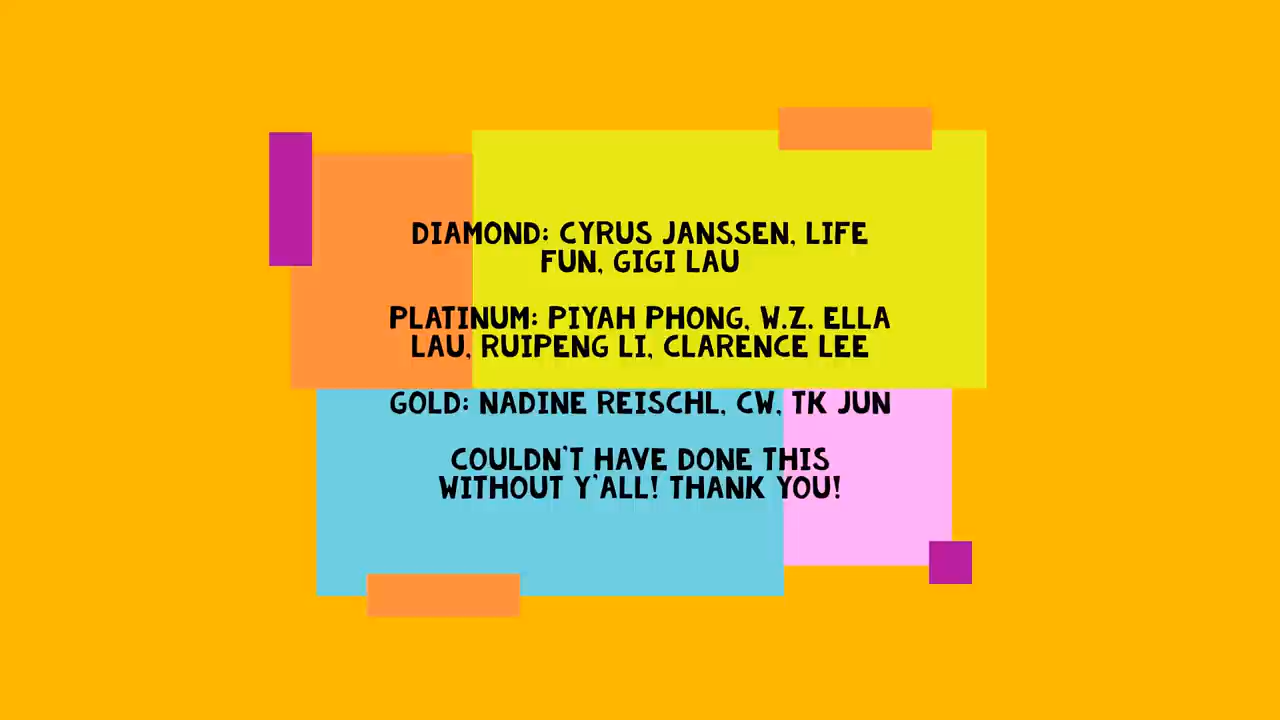 DIAMOND: CYRUS JANSSEN, LIFE
FUN, GIGI LAU
PLATINUM: PIYAH PHONG, W.Z. ELLA
LAU, RUIPENG LI, CLARENCE LEE
GOLD: NADINE REISCHL, CW, TK JUN
COULDN'T HAVE DONE THIS
WITHOUT Y'ALL! THANK YOU!